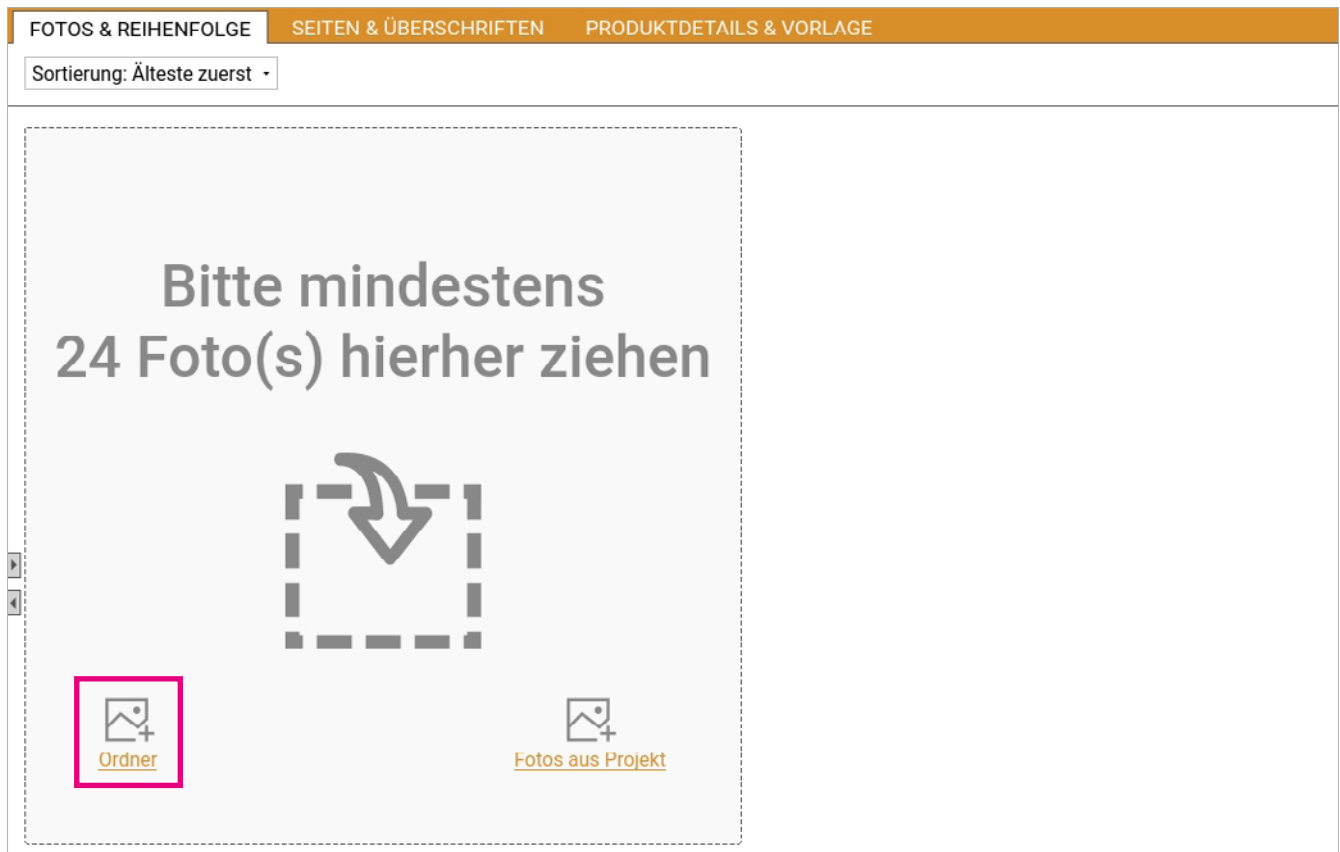 FOTOS & REIHENFOLGE SEITEN & ÜBERSCHRIFTEN PRODUKTDETAILS & VORLAGE
Sortierung: Älteste zuerst
Bitte mindestens
24 Foto(s) hierher ziehen
Ordner Fotos aus Projekt